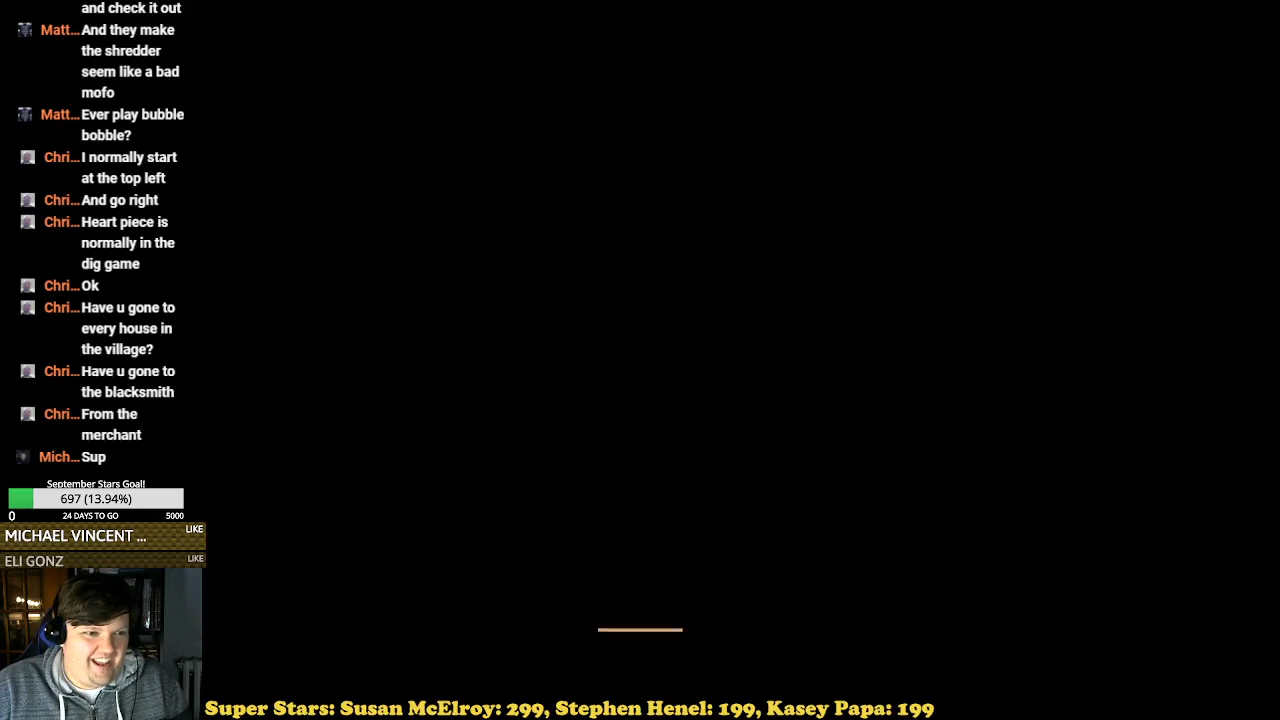 and check it out
Matt...And they make
the shredder
seem like a bad
mofo
Matt...Ever play bubble
bobble?
Chri...I normally start
at the top left
Chri...And go right
Chri...Heart piece is
normally in the
dig game
Chri...Ok
Chri...Have u gone to
every house in
the village?
Chri...Have u gone to
the blacksmith
Chri...From the
merchant
Mich...Sup
September Stars Goal!
697 (13.94%)
0 24 DAYS TO GO 5000
MICHAEL VINCENT ... LIKE
ELI GONZ LIKE
Super Stars: Susan McElroy: 299, Stephen Henel: 199, Kasey Papa: 199